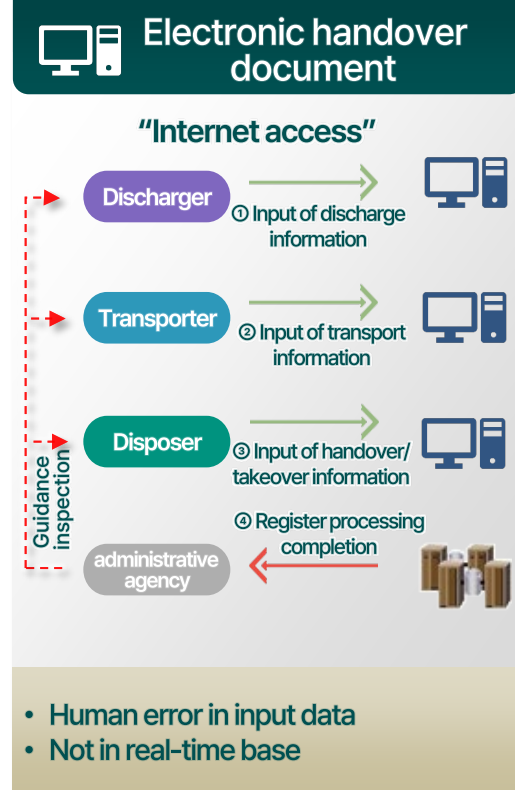 Electronic handover
document
“Internet access”
Discharger
① Input of discharge
information
Transporter
② Input of transport
information
Disposer
③ Input of handover/
takeover information
Guidance
inspection
④ Register processing
completion
administrative
agency
• Human error in input data
• Not in real-time base